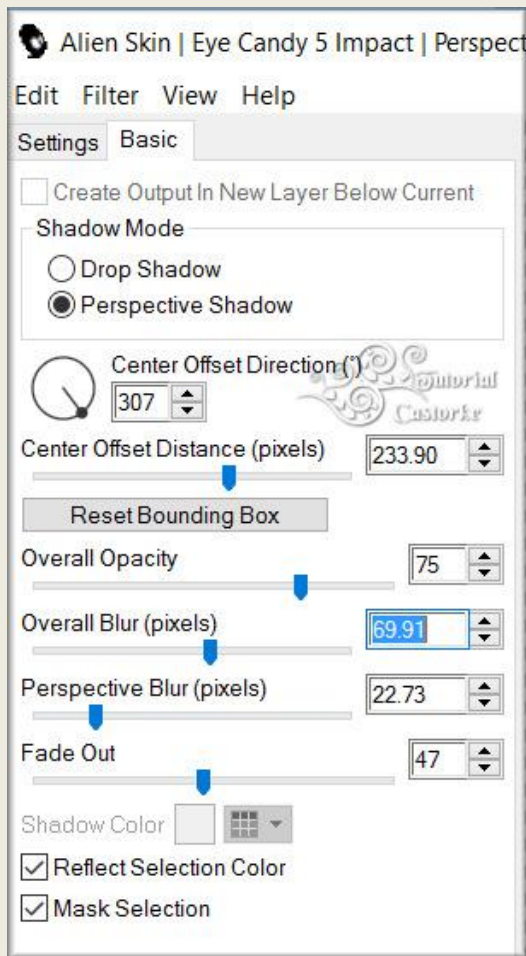 Alien Skin | Eye Candy 5 Impact | Perspect
Edit Filter View Help
Settings Basic
Create Output In New Layer Below Current
Shadow Mode
Drop Shadow
Perspective Shadow
Center Offset Direction (°)
307
Tutorial
Castorke
Center Offset Distance (pixels) 233.90
Reset Bounding Box
Overall Opacity 75
Overall Blur (pixels) 69.91
Perspective Blur (pixels) 22.73
Fade Out 47
Shadow Color
Reflect Selection Color
Mask Selection